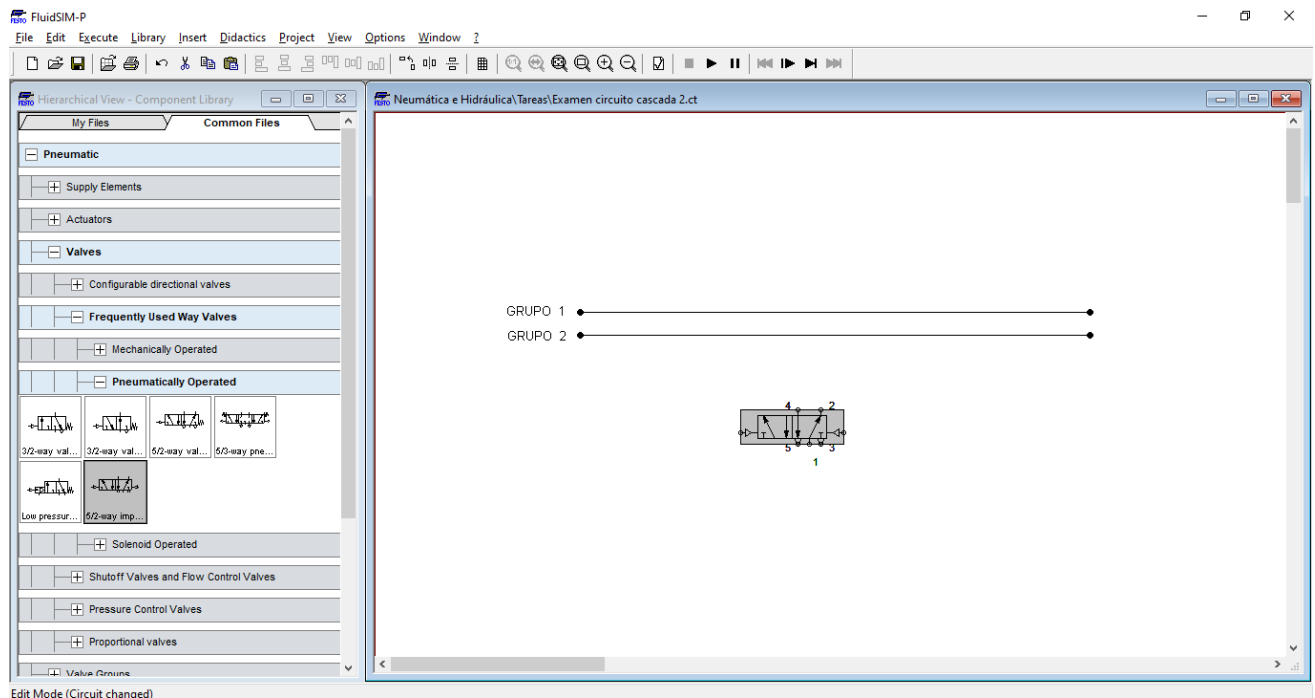 FluidSIM-P
File Edit Execute Library Insert Didactics Project View Options Window ?
Hierarchical View - Component Library
My Files Common Files
Pneumatic
Supply Elements
Actuators
Valves
Configurable directional valves
Frequently Used Way Valves
Mechanically Operated
Pneumatically Operated
3/2-way val... 3/2-way val... 5/2-way val... 5/3-way pne...
Low pressur... 5/2-way imp...
Solenoid Operated
Shutoff Valves and Flow Control Valves
Pressure Control Valves
Proportional valves
Valve Groups
Edit Mode (Circuit changed)
Neumática e Hidráulica\Tareas\Examen circuito cascada 2.ct
GRUPO 1
GRUPO 2
4 2
5 3
1